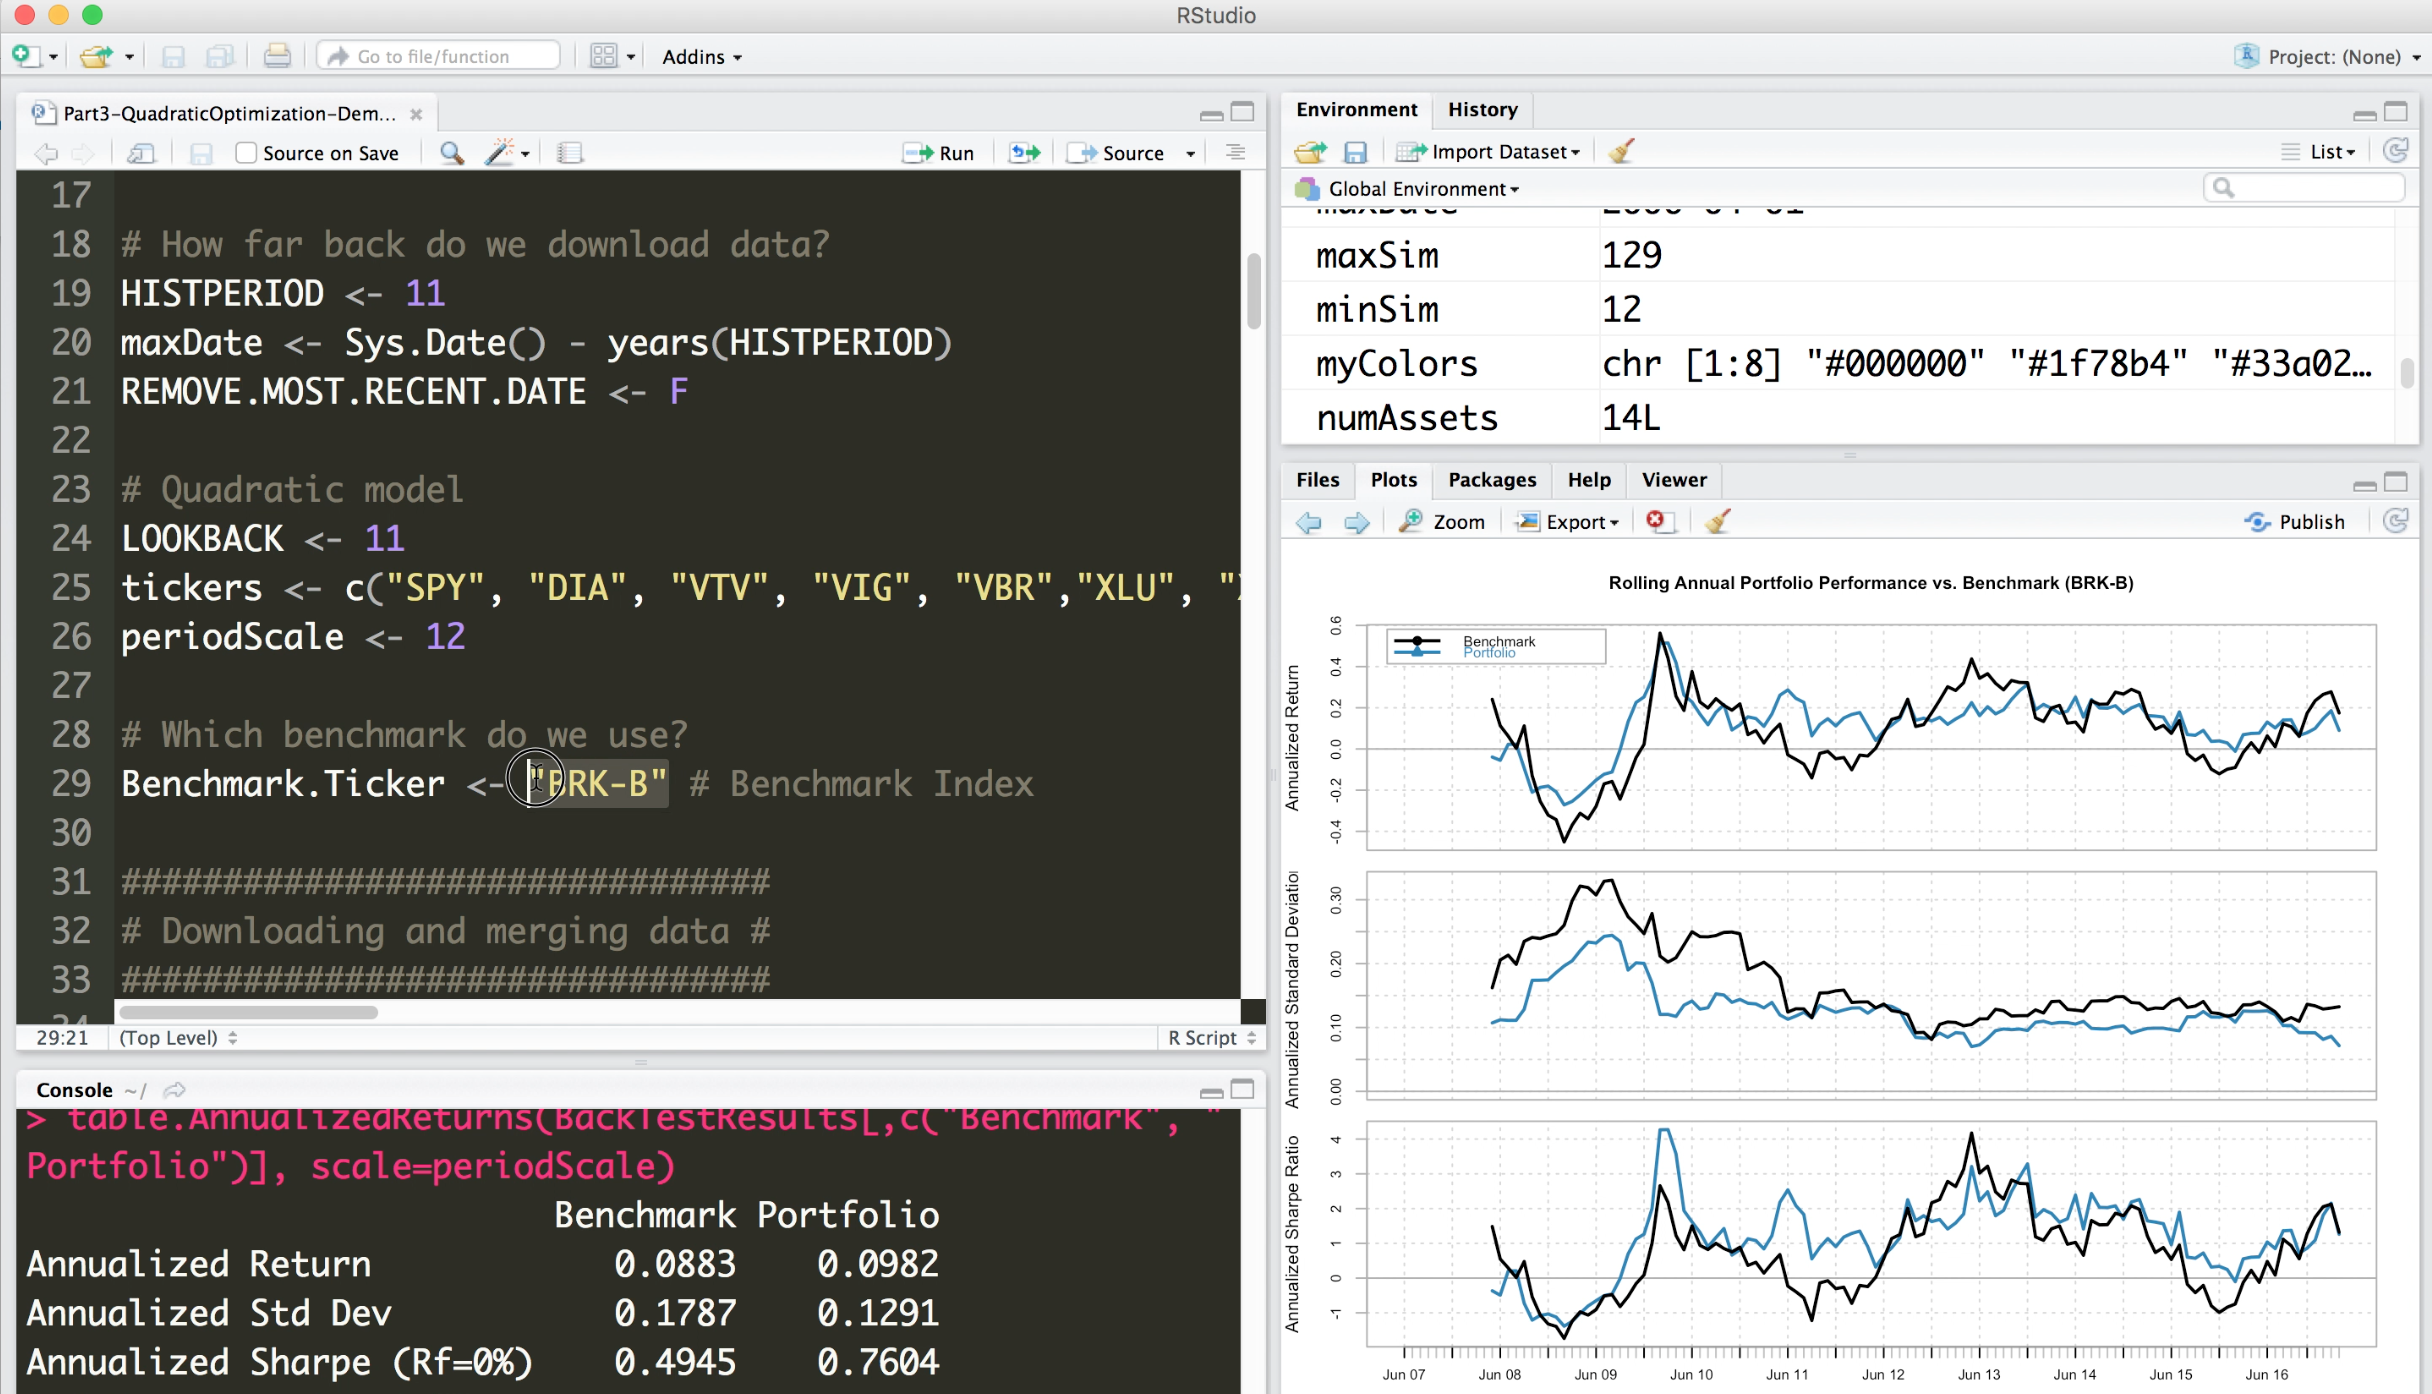 RStudio
Go to file/function
Addins
Project: (None)
Part3-QuadraticOptimization-Dem...
Source on Save
Run
Source
17
18 # How far back do we download data?
19 HISTPERIOD <- 11
20 maxDate <- Sys.Date() - years(HISTPERIOD)
21 REMOVE.MOST.RECENT.DATE <- F
22
23 # Quadratic model
24 LOOKBACK <- 11
25 tickers <- c("SPY", "DIA", "VTV", "VIG", "VBR","XLU", "
26 periodScale <- 12
27
28 # Which benchmark do we use?
29 Benchmark.Ticker <- "BRK-B" # Benchmark Index
30
31 ################################
32 # Downloading and merging data #
33 ################################
29:21 (Top Level)
R Script
Console ~/
> table.AnnualizedReturns(BackTestResults[,c("Benchmark", "
Portfolio")], scale=periodScale)
Benchmark Portfolio
Annualized Return 0.0883 0.0982
Annualized Std Dev 0.1787 0.1291
Annualized Sharpe (Rf=0%) 0.4945 0.7604
Environment History
Import Dataset
List
Global Environment
maxDate
maxSim 129
minSim 12
myColors chr [1:8] "#000000" "#1f78b4" "#33a02…
numAssets 14L
Files Plots Packages Help Viewer
Zoom Export Publish
Rolling Annual Portfolio Performance vs. Benchmark (BRK-B)
Benchmark
Portfolio
Annualized Return
0.6
0.4
0.2
0.0
-0.2
-0.4
Annualized Standard Deviation
0.30
0.20
0.10
0.00
Annualized Sharpe Ratio
4
3
2
1
0
-1
Jun 07 Jun 08 Jun 09 Jun 10 Jun 11 Jun 12 Jun 13 Jun 14 Jun 15 Jun 16